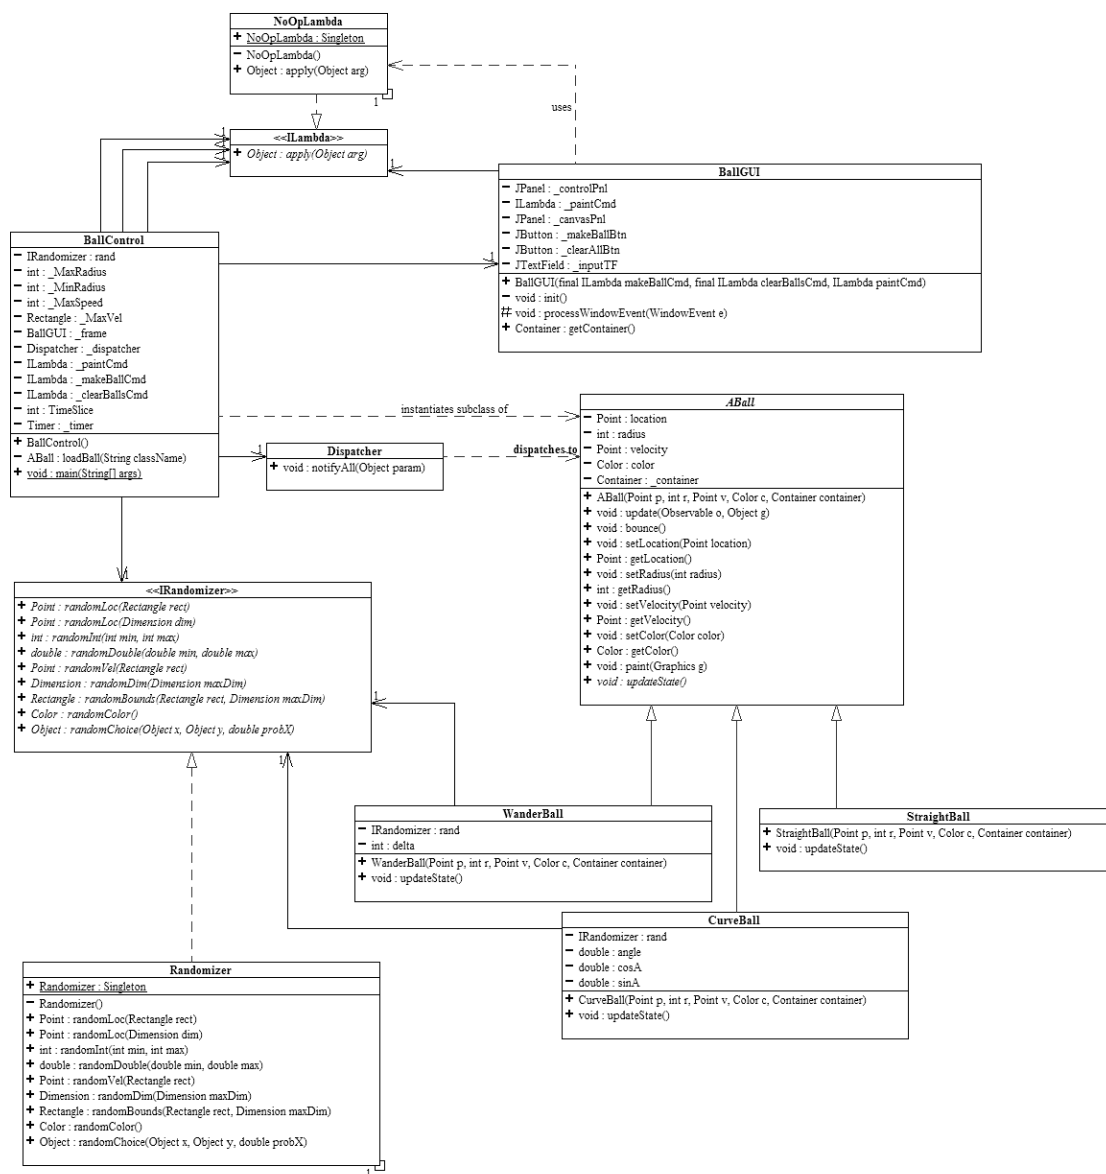 NoOpLambda
+ NoOpLambda : Singleton
- NoOpLambda()
+ Object : apply(Object arg)
1
uses
<<ILambda>>
+ Object : apply(Object arg)
1
1
1
1
BallGUI
- JPanel : _controlPnl
- ILambda : _paintCmd
- JPanel : _canvasPnl
- JButton : _makeBallBtn
- JButton : _clearAllBtn
- JTextField : _inputTF
+ BallGUI(final ILambda makeBallCmd, final ILambda clearBallsCmd, ILambda paintCmd)
- void : init()
# void : processWindowEvent(WindowEvent e)
+ Container : getContainer()
1
BallControl
- IRandomizer : rand
- int : _MaxRadius
- int : _MinRadius
- int : _MaxSpeed
- Rectangle : _MaxVel
- BallGUI : _frame
- Dispatcher : _dispatcher
- ILambda : _paintCmd
- ILambda : _makeBallCmd
- ILambda : _clearBallsCmd
- int : TimeSlice
- Timer : _timer
+ BallControl()
- ABall : loadBall(String className)
+ void : main(String[] args)
instantiates subclass of
1
Dispatcher
+ void : notifyAll(Object param)
dispatches to
ABall
- Point : location
- int : radius
- Point : velocity
- Color : color
- Container : _container
+ ABall(Point p, int r, Point v, Color c, Container container)
+ void : update(Observable o, Object g)
+ void : bounce()
+ void : setLocation(Point location)
+ Point : getLocation()
+ void : setRadius(int radius)
+ int : getRadius()
+ void : setVelocity(Point velocity)
+ Point : getVelocity()
+ void : setColor(Color color)
+ Color : getColor()
+ void : paint(Graphics g)
+ void : updateState()
1
<<IRandomizer>>
+ Point : randomLoc(Rectangle rect)
+ Point : randomLoc(Dimension dim)
+ int : randomInt(int min, int max)
+ double : randomDouble(double min, double max)
+ Point : randomVel(Rectangle rect)
+ Dimension : randomDim(Dimension maxDim)
+ Rectangle : randomBounds(Rectangle rect, Dimension maxDim)
+ Color : randomColor()
+ Object : randomChoice(Object x, Object y, double probX)
1
1
WanderBall
- IRandomizer : rand
- int : delta
+ WanderBall(Point p, int r, Point v, Color c, Container container)
+ void : updateState()
StraightBall
+ StraightBall(Point p, int r, Point v, Color c, Container container)
+ void : updateState()
CurveBall
- IRandomizer : rand
- double : angle
- double : cosA
- double : sinA
+ CurveBall(Point p, int r, Point v, Color c, Container container)
+ void : updateState()
Randomizer
+ Randomizer : Singleton
- Randomizer()
+ Point : randomLoc(Rectangle rect)
+ Point : randomLoc(Dimension dim)
+ int : randomInt(int min, int max)
+ double : randomDouble(double min, double max)
+ Point : randomVel(Rectangle rect)
+ Dimension : randomDim(Dimension maxDim)
+ Rectangle : randomBounds(Rectangle rect, Dimension maxDim)
+ Color : randomColor()
+ Object : randomChoice(Object x, Object y, double probX)
1